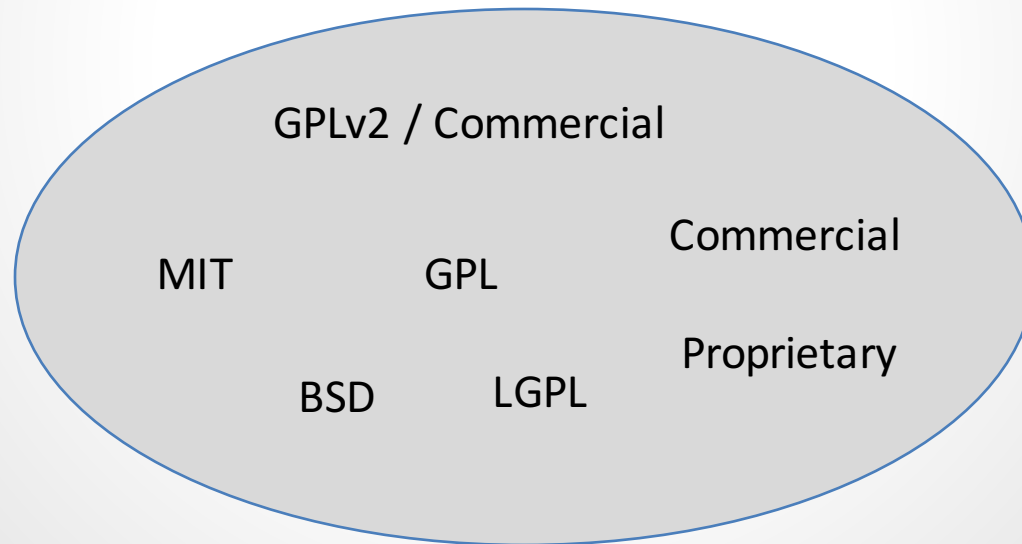 GPLv2 / Commercial
Commercial
MIT
GPL
Proprietary
BSD
LGPL